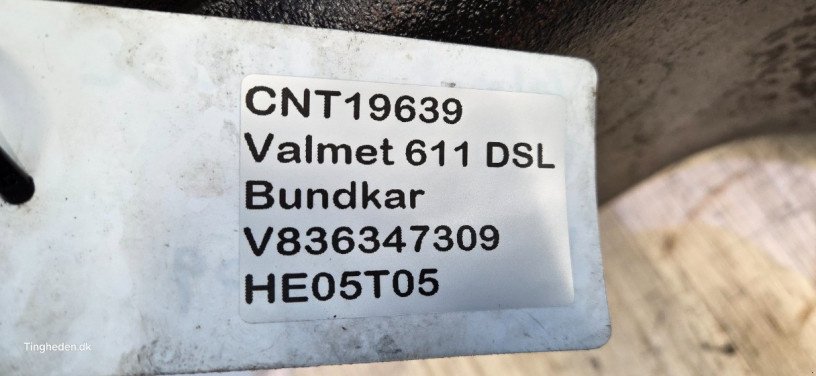 CNT19639
Valmet 611 DSL
Bundkar
V836347309
HE05T05
Tingheden.dk